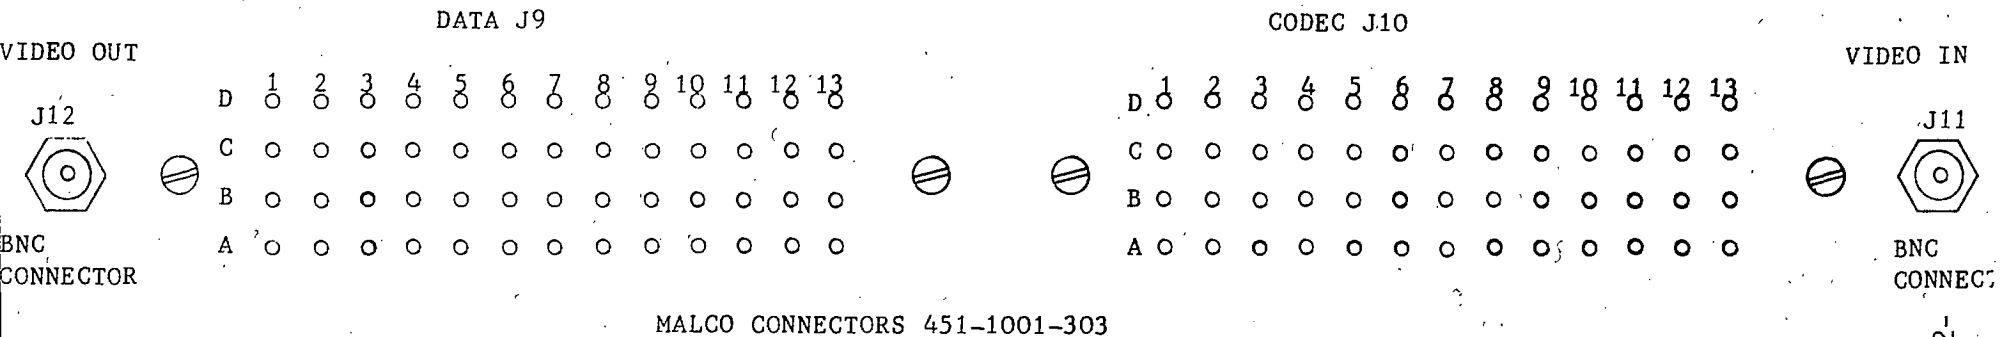 DATA J9
CODEC J10
VIDEO OUT
VIDEO IN
1 2 3 4 5 6 7 8 9 10 11 12 13
1 2 3 4 5 6 7 8 9 10 11 12 13
D
D
J12
J11
C
C
B
B
A
A
BNC
CONNECTOR
BNC
CONNEC
MALCO CONNECTORS 451-1001-303